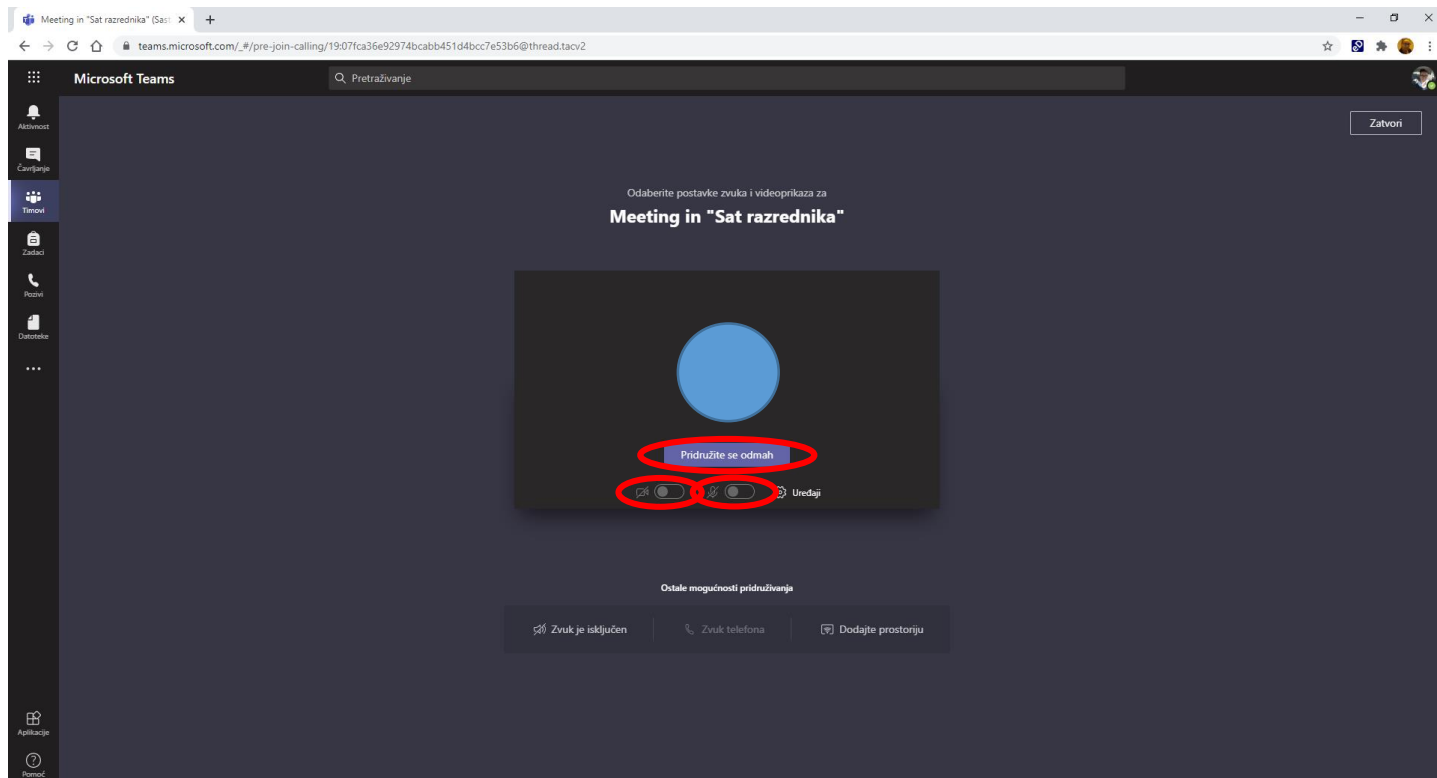 Meeting in "Sat razrednika" (Sast
teams.microsoft.com/_#/pre-join-calling/19:07fca36e92974bcabb451d4bcc7e53b6@thread.tacv2
Microsoft Teams
Pretraživanje
Aktivnost
Čavrljanje
Timovi
Zadaci
Pozivi
Datoteke
Zatvori
Odaberite postavke zvuka i videoprikaza za
Meeting in "Sat razrednika"
Pridružite se odmah
Uređaji
Ostale mogućnosti pridruživanja
Zvuk je isključen
Zvuk telefona
Dodajte prostoriju
Aplikacije
Pomoć